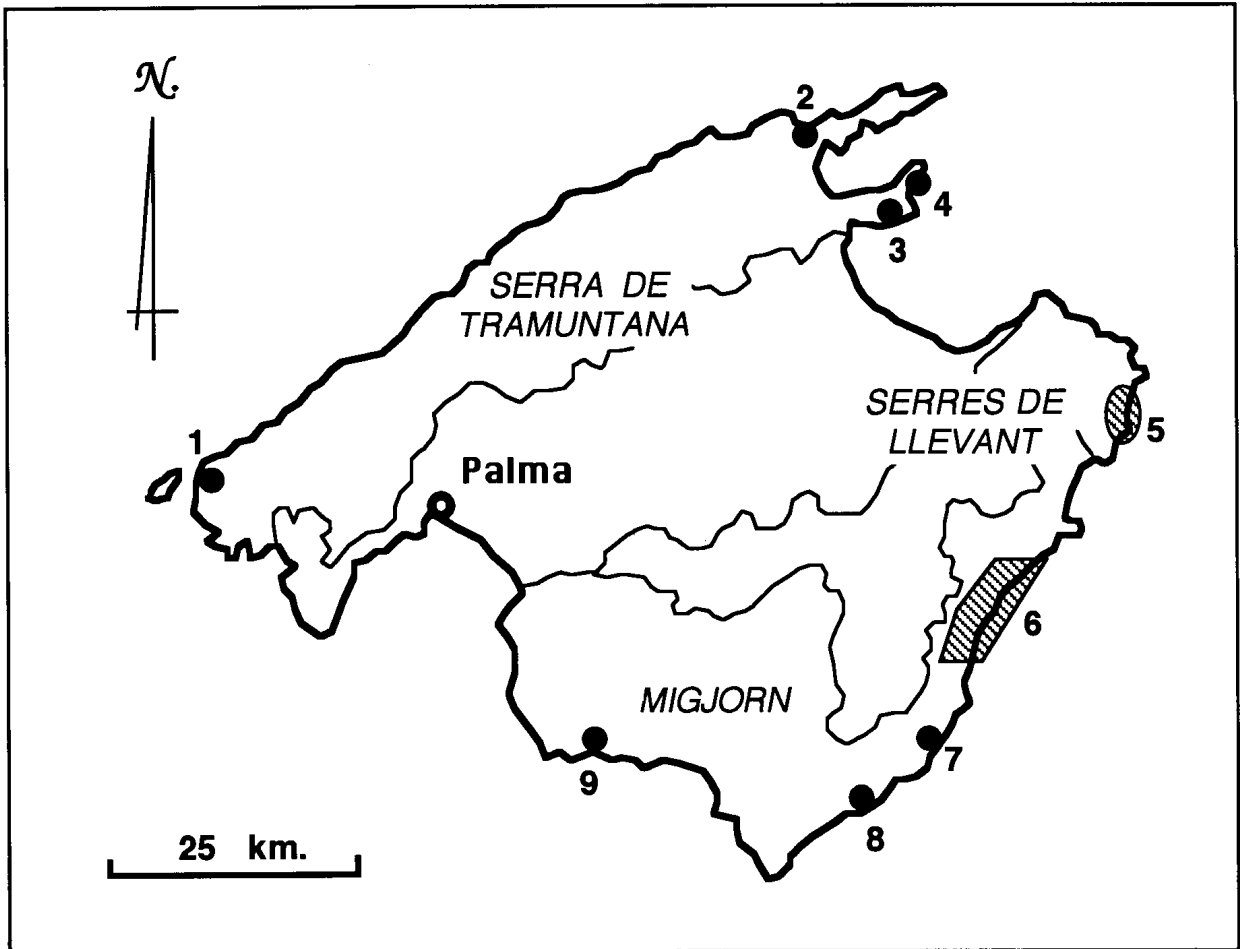 N.
2
4
3
SERRA DE
TRAMUNTANA
SERRES DE
LLEVANT
5
1
Palma
6
MIGJORN
7
9
8
25 km.